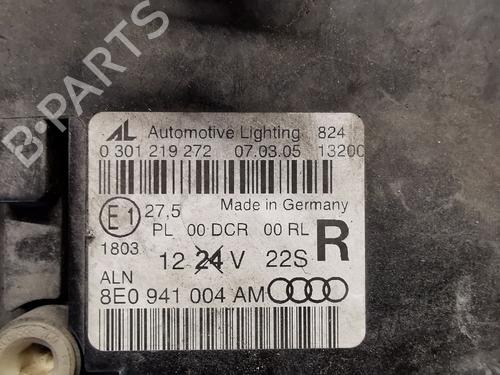 B-PARTS
AL Automotive Lighting 824
0 301 219 272 07.03.05 13200
E1 27,5 Made in Germany
PL 00 DCR 00 RL R
1803
12 24 V 22S
ALN
8E0 941 004 AM